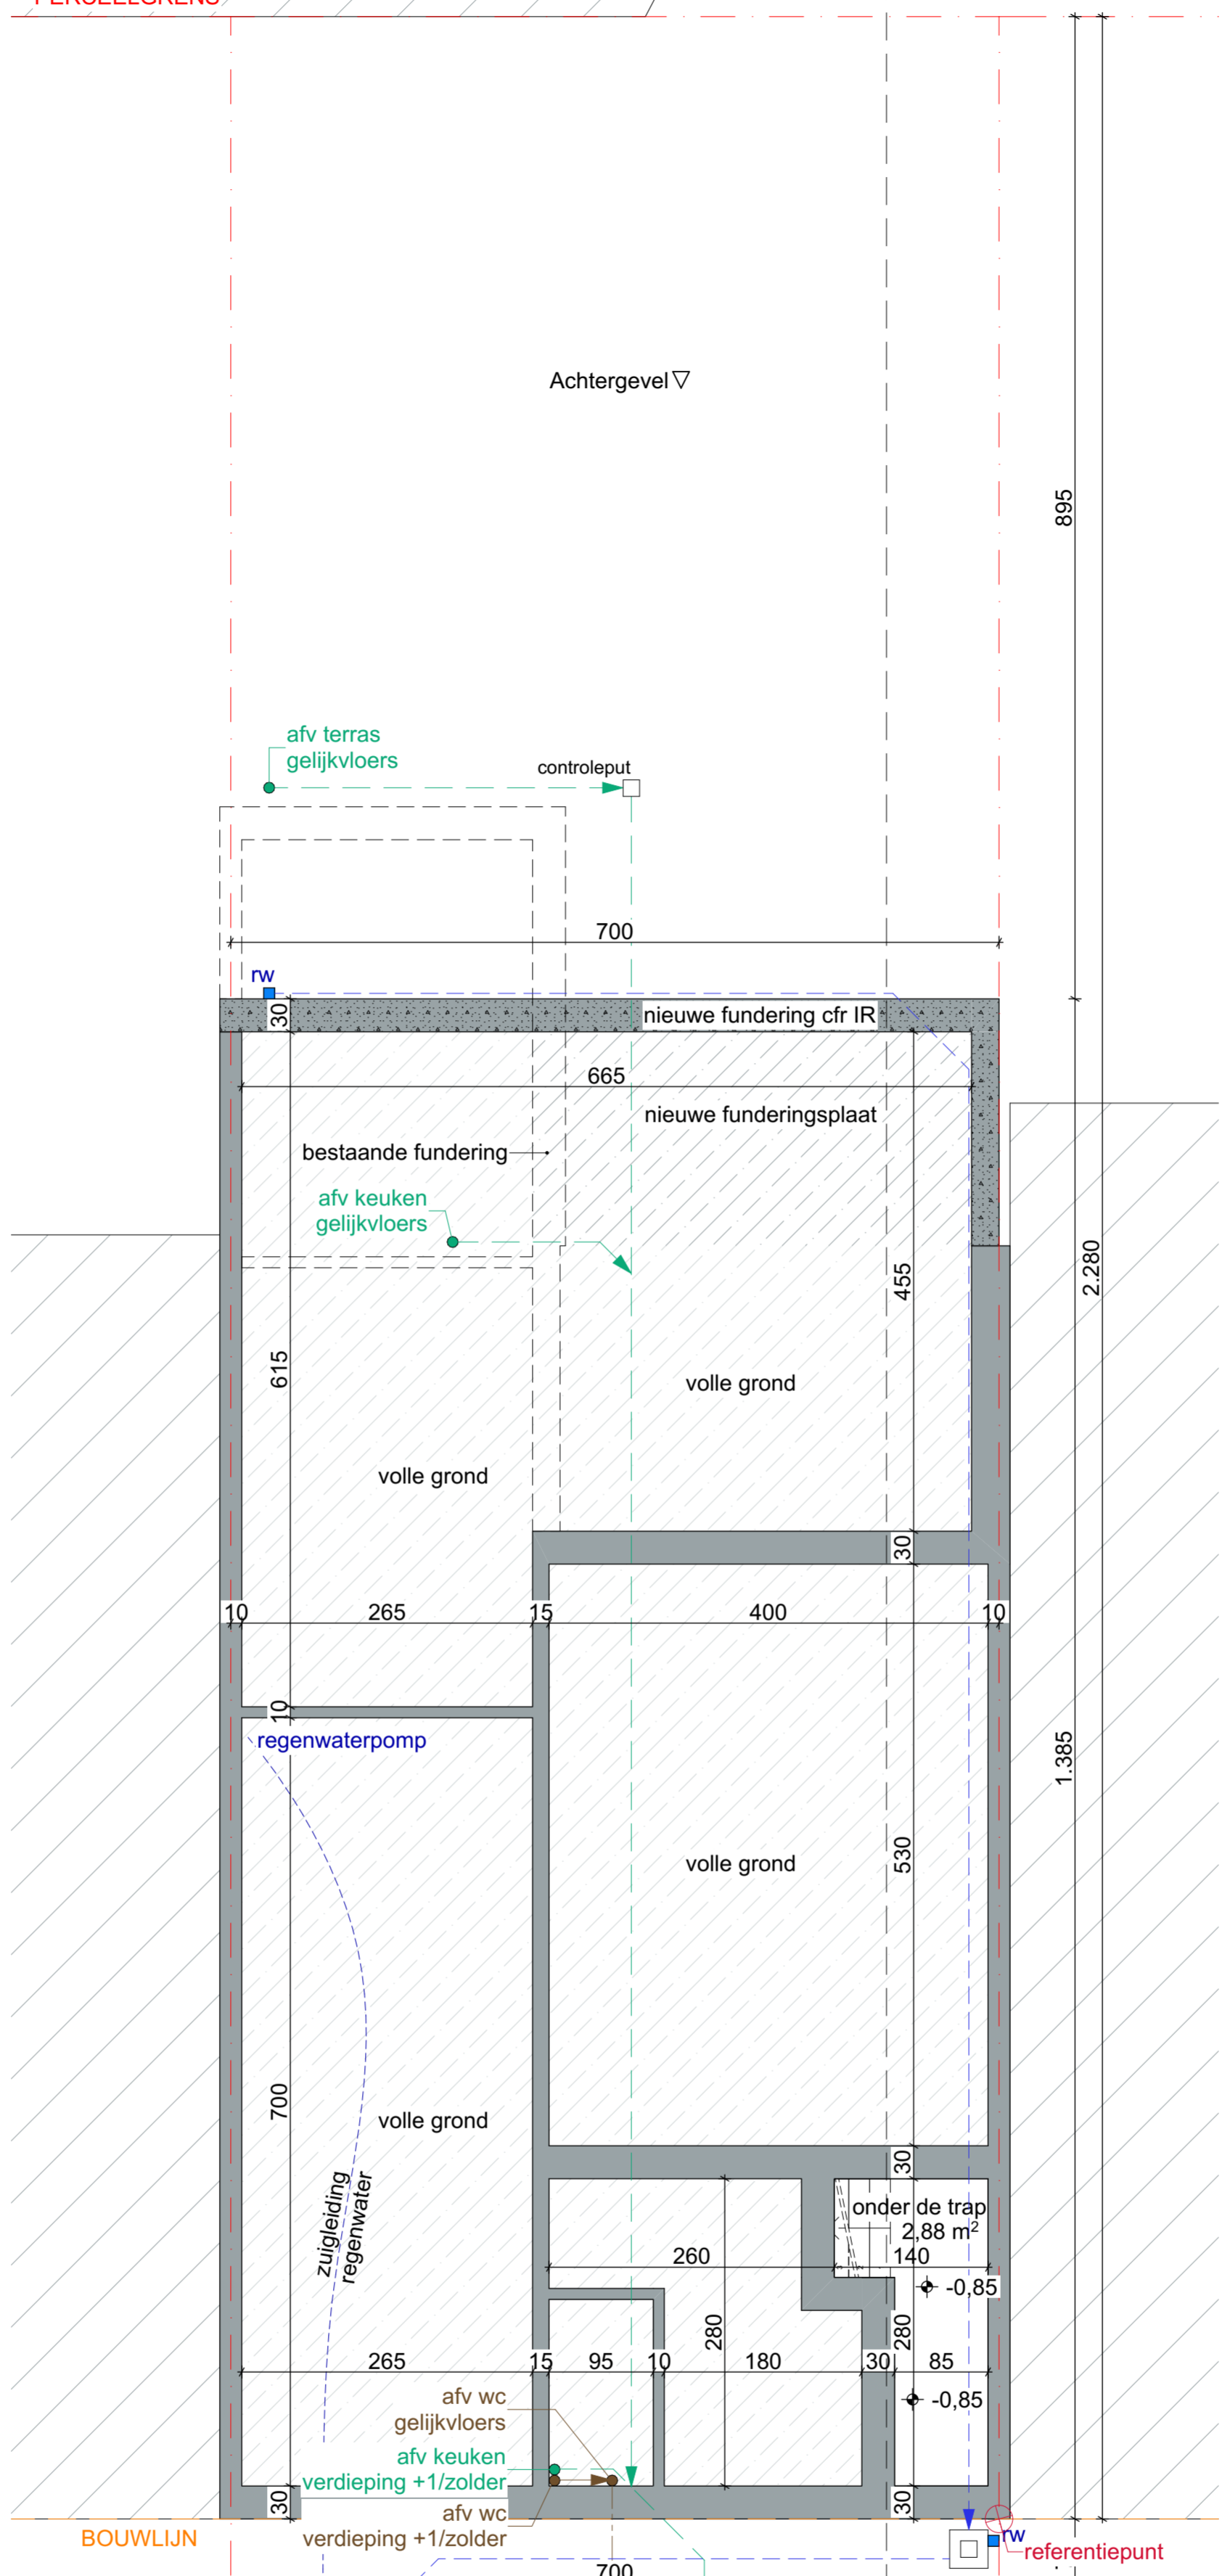 PERCEELGRENS
Achtergevel
895
2.280
afv terras
gelijkvloers
controleput
700
rw
30
nieuwe fundering cfr IR
665
nieuwe funderingsplaat
bestaande fundering
afv keuken
gelijkvloers
455
615
volle grond
volle grond
30
10
265
15
400
10
10
regenwaterpomp
1.385
530
volle grond
700
volle grond
zuigleiding
regenwater
30
onder de trap
2,88 m²
260
140
-0,85
280
280
265
15
95
10
180
30
85
-0,85
afv wc
gelijkvloers
afv keuken
verdieping +1/zolder
30
30
afv wc
verdieping +1/zolder
BOUWLIJN
rw
referentiepunt
700